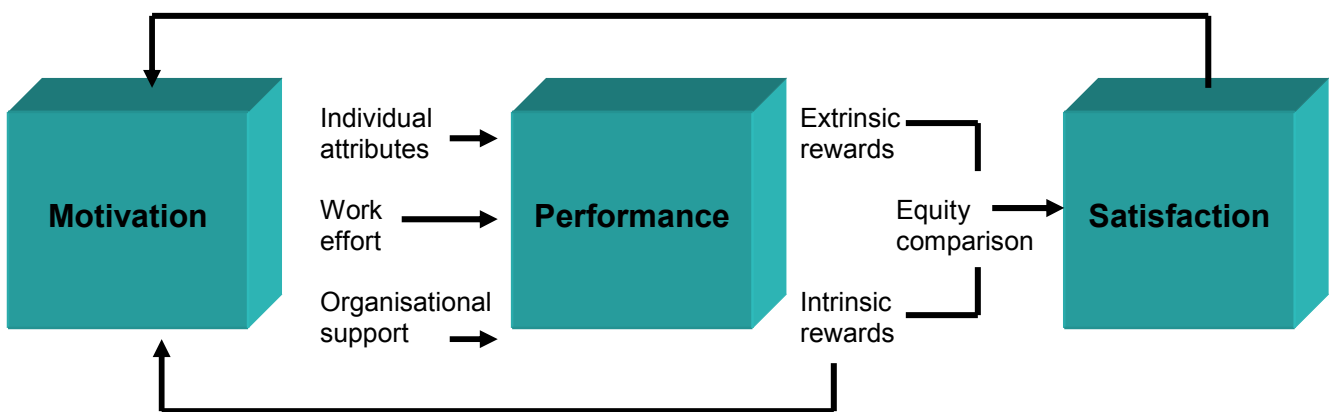 Motivation
Individual
attributes
Work
effort
Organisational
support
Performance
Extrinsic
rewards
Equity
comparison
Intrinsic
rewards
Satisfaction